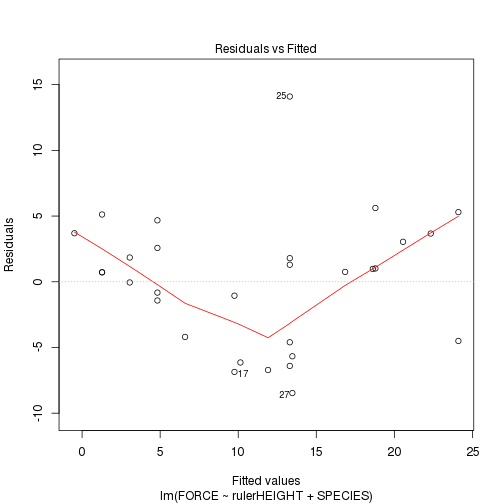 Residuals vs Fitted
15
10
5
0
-5
-10
Residuals
25
17
27
0 5 10 15 20 25
Fitted values
lm(FORCE ~ rulerHEIGHT + SPECIES)